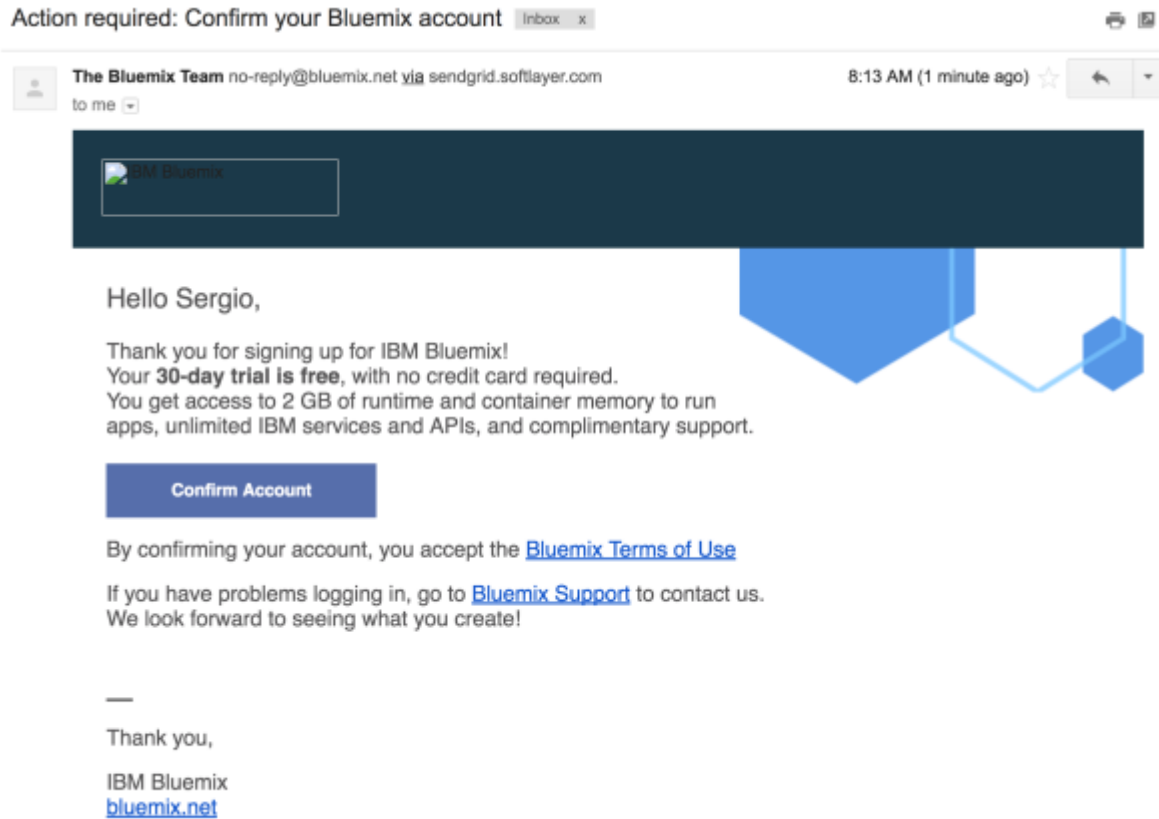 Action required: Confirm your Bluemix account Inbox x
The Bluemix Team no-reply@bluemix.net via sendgrid.softlayer.com 8:13 AM (1 minute ago)
to me
IBM Bluemix
Hello Sergio,
Thank you for signing up for IBM Bluemix!
Your 30-day trial is free, with no credit card required.
You get access to 2 GB of runtime and container memory to run
apps, unlimited IBM services and APIs, and complimentary support.
Confirm Account
By confirming your account, you accept the Bluemix Terms of Use
If you have problems logging in, go to Bluemix Support to contact us.
We look forward to seeing what you create!
—
Thank you,
IBM Bluemix
bluemix.net